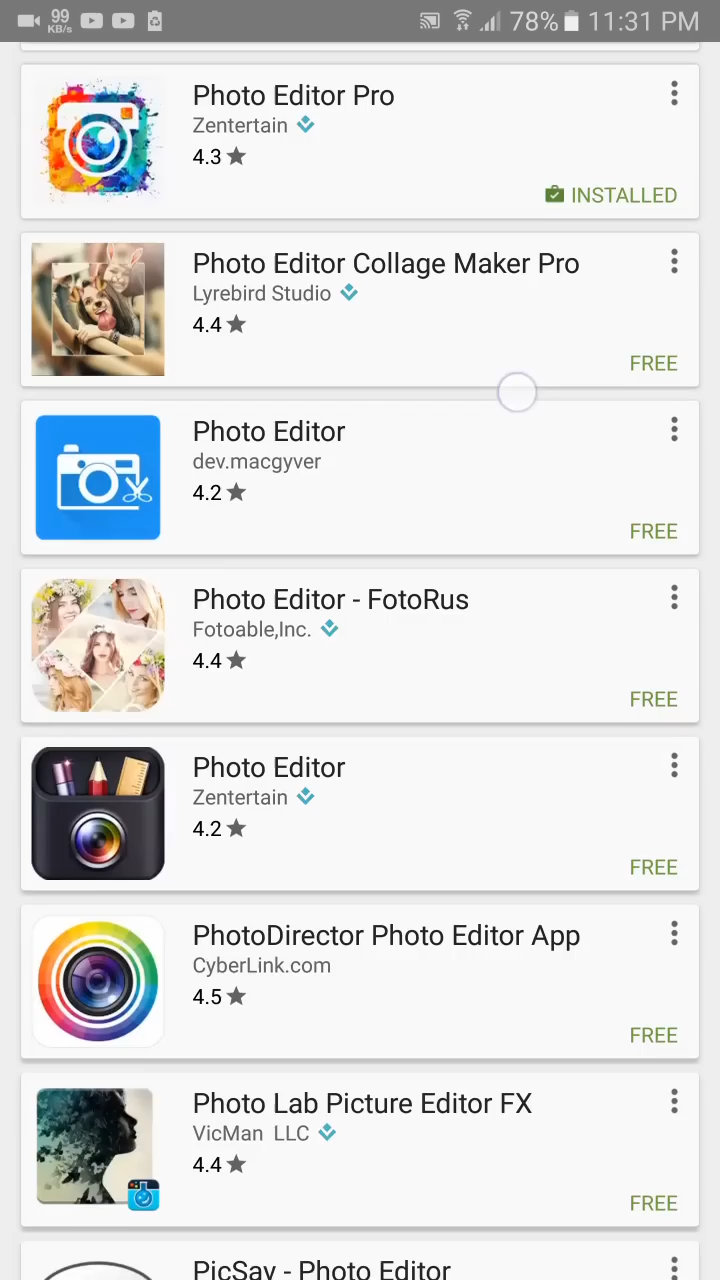 99 KB/s 78% 11:31 PM
Photo Editor Pro
Zentertain
4.3
INSTALLED
Photo Editor Collage Maker Pro
Lyrebird Studio
4.4
FREE
Photo Editor
dev.macgyver
4.2
FREE
Photo Editor - FotoRus
Fotoable,Inc.
4.4
FREE
Photo Editor
Zentertain
4.2
FREE
PhotoDirector Photo Editor App
CyberLink.com
4.5
FREE
Photo Lab Picture Editor FX
VicMan LLC
4.4
FREE
PicSay - Photo Editor